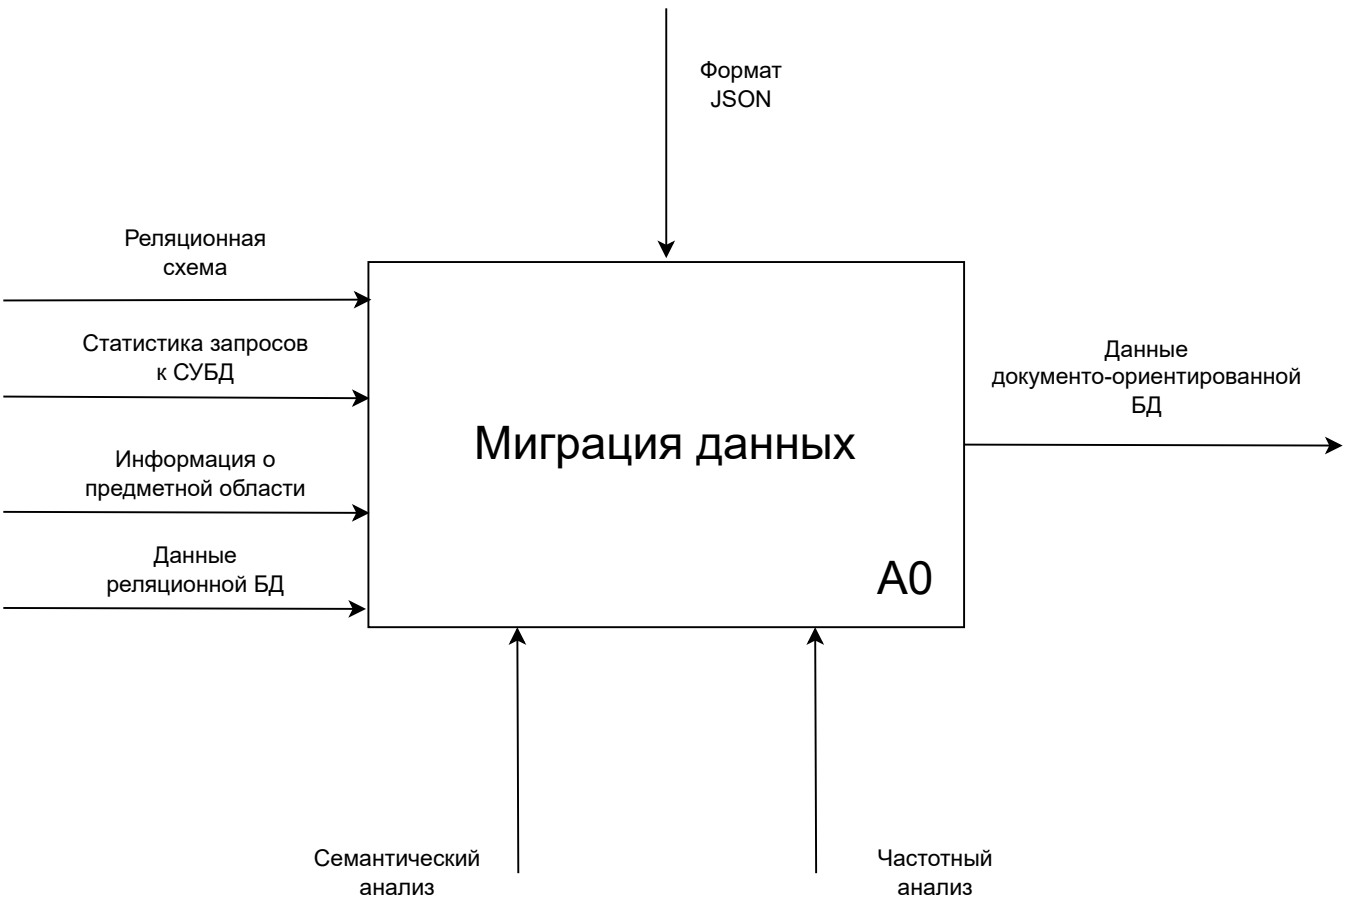 Формат
JSON
Реляционная
схема
Статистика запросов
к СУБД
Информация о
предметной области
Данные
реляционной БД
Миграция данных
A0
Данные
документо-ориентированной
БД
Семантический
анализ
Частотный
анализ